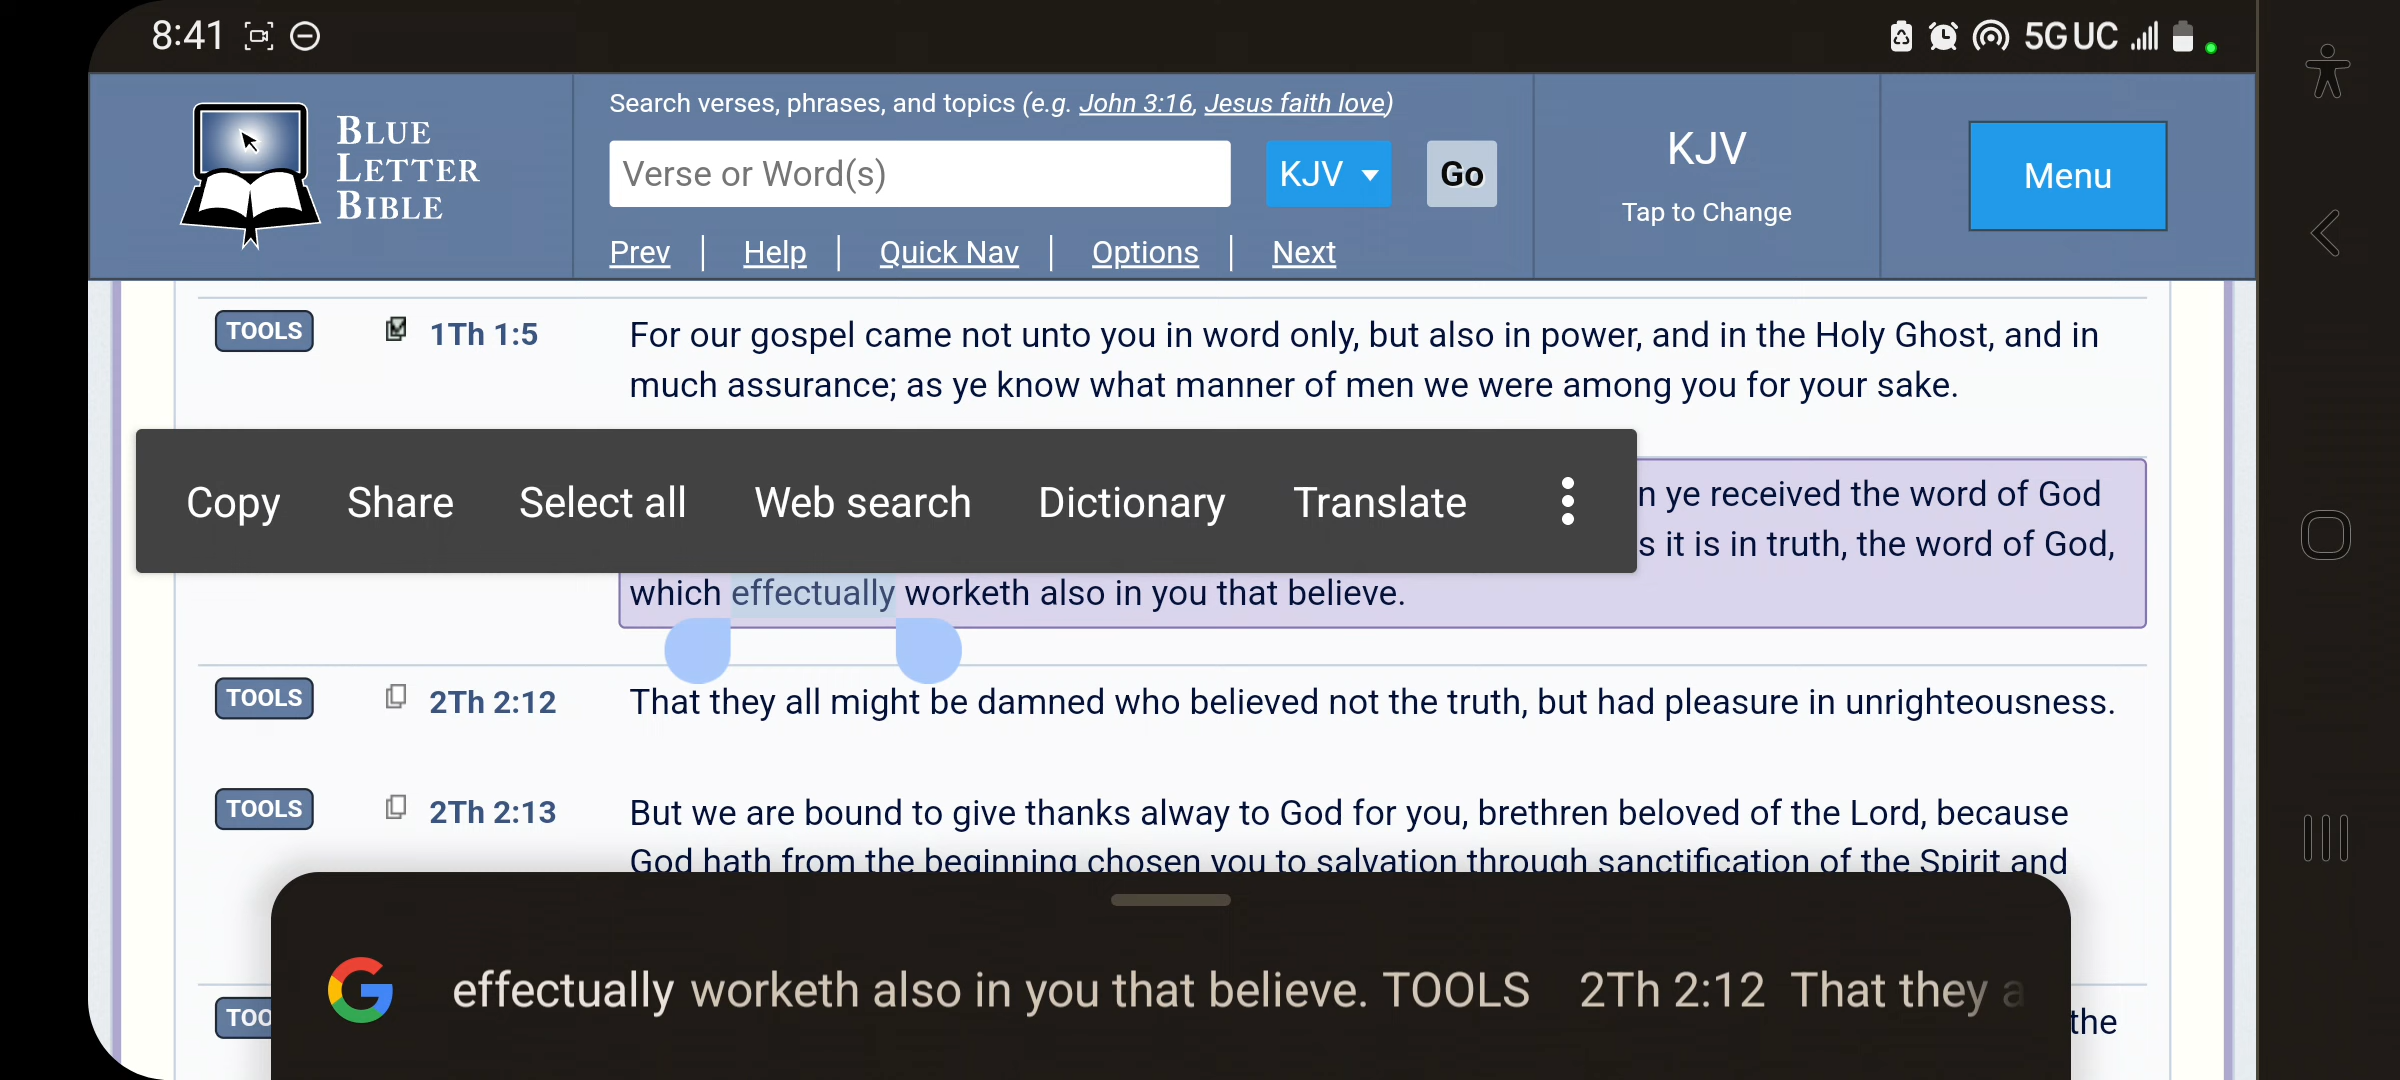 8:41 5G UC
BLUE
LETTER
BIBLE
Search verses, phrases, and topics (e.g. John 3:16, Jesus faith love)
Verse or Word(s) KJV Go
Prev | Help | Quick Nav | Options | Next
KJV
Tap to Change
Menu
TOOLS 1Th 1:5 For our gospel came not unto you in word only, but also in power, and in the Holy Ghost, and in
much assurance; as ye know what manner of men we were among you for your sake.
Copy Share Select all Web search Dictionary Translate
ye received the word of God
it is in truth, the word of God,
which effectually worketh also in you that believe.
TOOLS 2Th 2:12 That they all might be damned who believed not the truth, but had pleasure in unrighteousness.
TOOLS 2Th 2:13 But we are bound to give thanks alway to God for you, brethren beloved of the Lord, because
God hath from the beginning chosen you to salvation through sanctification of the Spirit and
effectually worketh also in you that believe. TOOLS 2Th 2:12 That they a
TOO the